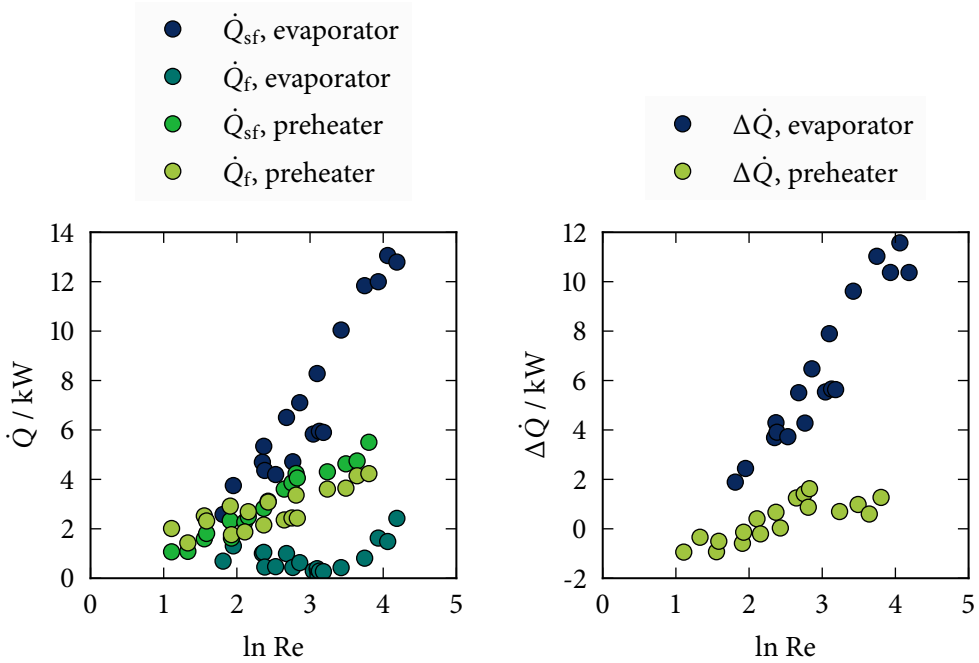 Q̇sf, evaporator
Q̇f, evaporator
Q̇sf, preheater
Q̇f, preheater
14
12
10
8
6
4
2
0
Q̇ / kW
0 1 2 3 4 5
ln Re
ΔQ̇, evaporator
ΔQ̇, preheater
12
10
8
6
4
2
0
-2
ΔQ̇ / kW
0 1 2 3 4 5
ln Re